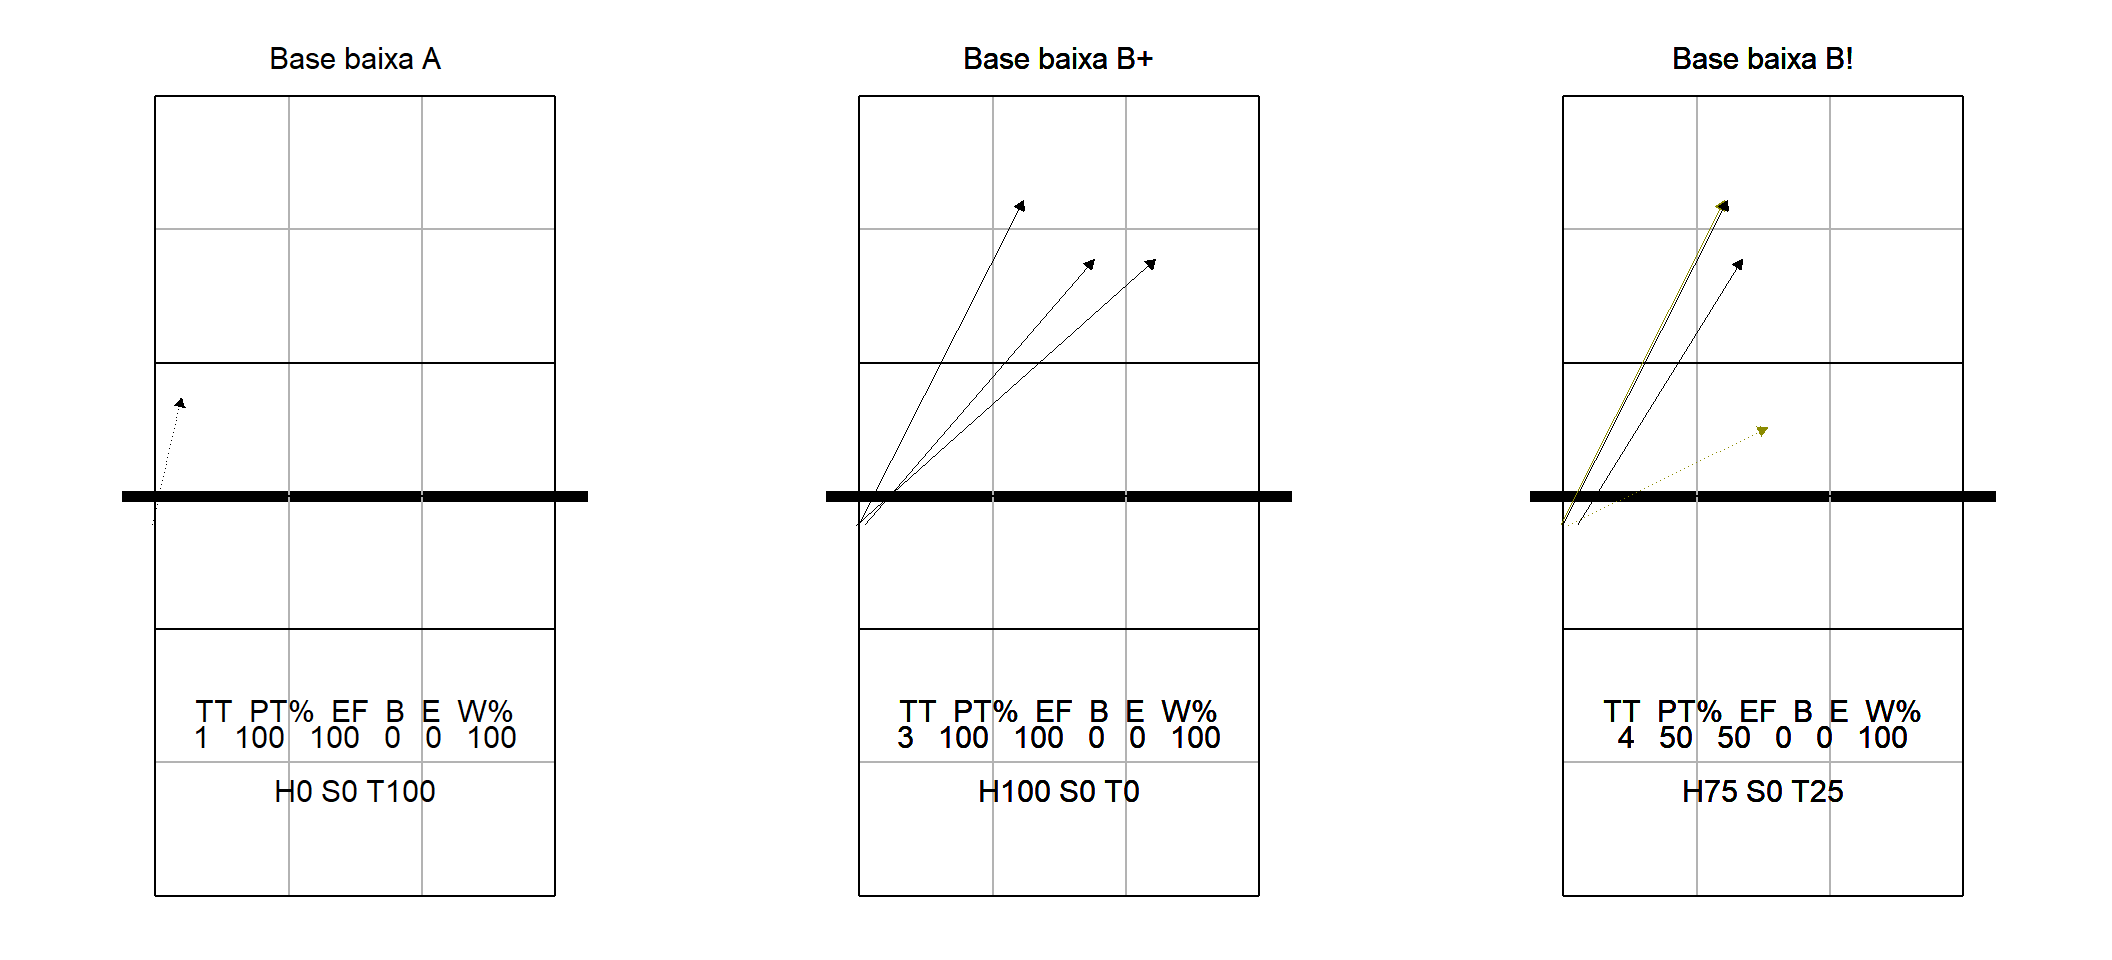 Base baixa A
TT PT% EF B E W%
1 100 100 0 0 100
H0 S0 T100
Base baixa B+
TT PT% EF B E W%
3 100 100 0 0 100
H100 S0 T0
Base baixa B!
TT PT% EF B E W%
4 50 50 0 0 100
H75 S0 T25